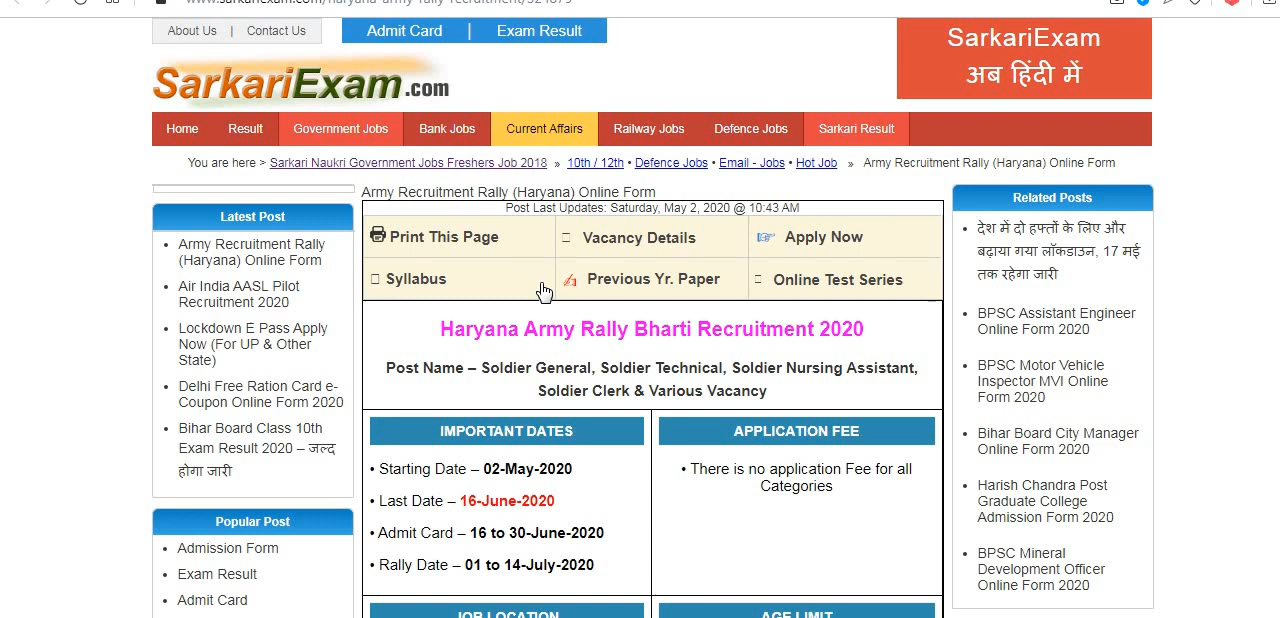 About Us | Contact Us
Admit Card | Exam Result
SarkariExam
अब हिंदी में
SarkariExam.com
Home Result Government Jobs Bank Jobs Current Affairs Railway Jobs Defence Jobs Sarkari Result
You are here > Sarkari Naukri Government Jobs Freshers Job 2018 » 10th / 12th • Defence Jobs • Email - Jobs • Hot Job » Army Recruitment Rally (Haryana) Online Form
Latest Post
• Army Recruitment Rally
(Haryana) Online Form
• Air India AASL Pilot
Recruitment 2020
• Lockdown E Pass Apply
Now (For UP & Other
State)
• Delhi Free Ration Card e-
Coupon Online Form 2020
• Bihar Board Class 10th
Exam Result 2020 – जल्द
होगा जारी
Popular Post
• Admission Form
• Exam Result
• Admit Card
Army Recruitment Rally (Haryana) Online Form
Post Last Updates: Saturday, May 2, 2020 @ 10:43 AM
Print This Page Vacancy Details Apply Now
Syllabus Previous Yr. Paper Online Test Series
Haryana Army Rally Bharti Recruitment 2020
Post Name – Soldier General, Soldier Technical, Soldier Nursing Assistant,
Soldier Clerk & Various Vacancy
IMPORTANT DATES
• Starting Date – 02-May-2020
• Last Date – 16-June-2020
• Admit Card – 16 to 30-June-2020
• Rally Date – 01 to 14-July-2020
APPLICATION FEE
• There is no application Fee for all
Categories
JOB LOCATION
AGE LIMIT
Related Posts
• देश में दो हफ्तों के लिए और
बढ़ाया गया लॉकडाउन, 17 मई
तक रहेगा जारी
• BPSC Assistant Engineer
Online Form 2020
• BPSC Motor Vehicle
Inspector MVI Online
Form 2020
• Bihar Board City Manager
Online Form 2020
• Harish Chandra Post
Graduate College
Admission Form 2020
• BPSC Mineral
Development Officer
Online Form 2020